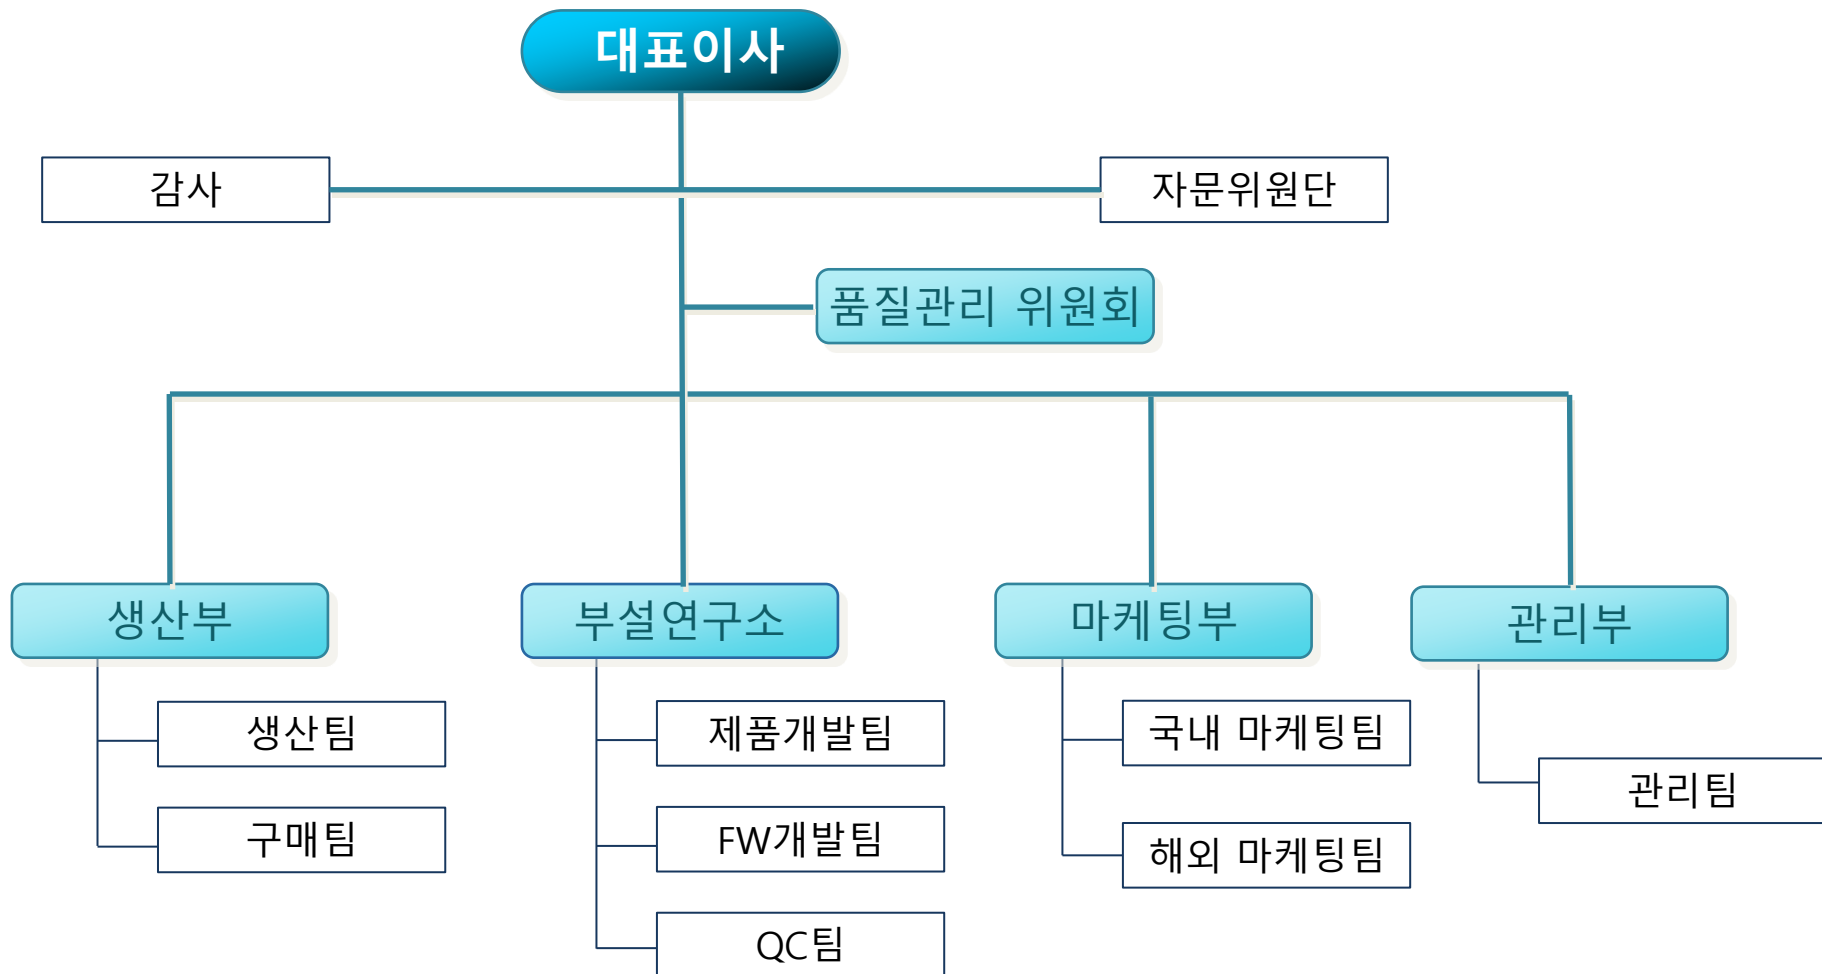 대표이사
감사
자문위원단
품질관리 위원회
생산부
부설연구소
마케팅부
관리부
생산팀
구매팀
제품개발팀
FW개발팀
QC팀
국내 마케팅팀
해외 마케팅팀
관리팀